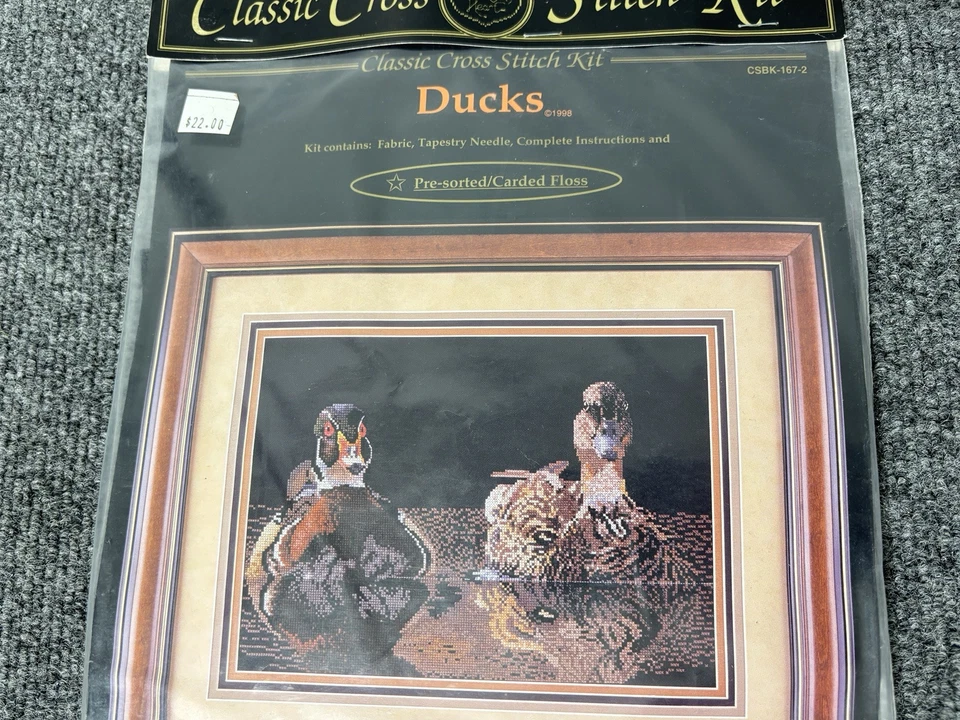 Classic Cross Stitch Kit
Classic Cross Stitch Kit
CSBK-167-2
Ducks ©1998
$22.00
Kit contains: Fabric, Tapestry Needle, Complete Instructions and
☆ Pre-sorted/Carded Floss